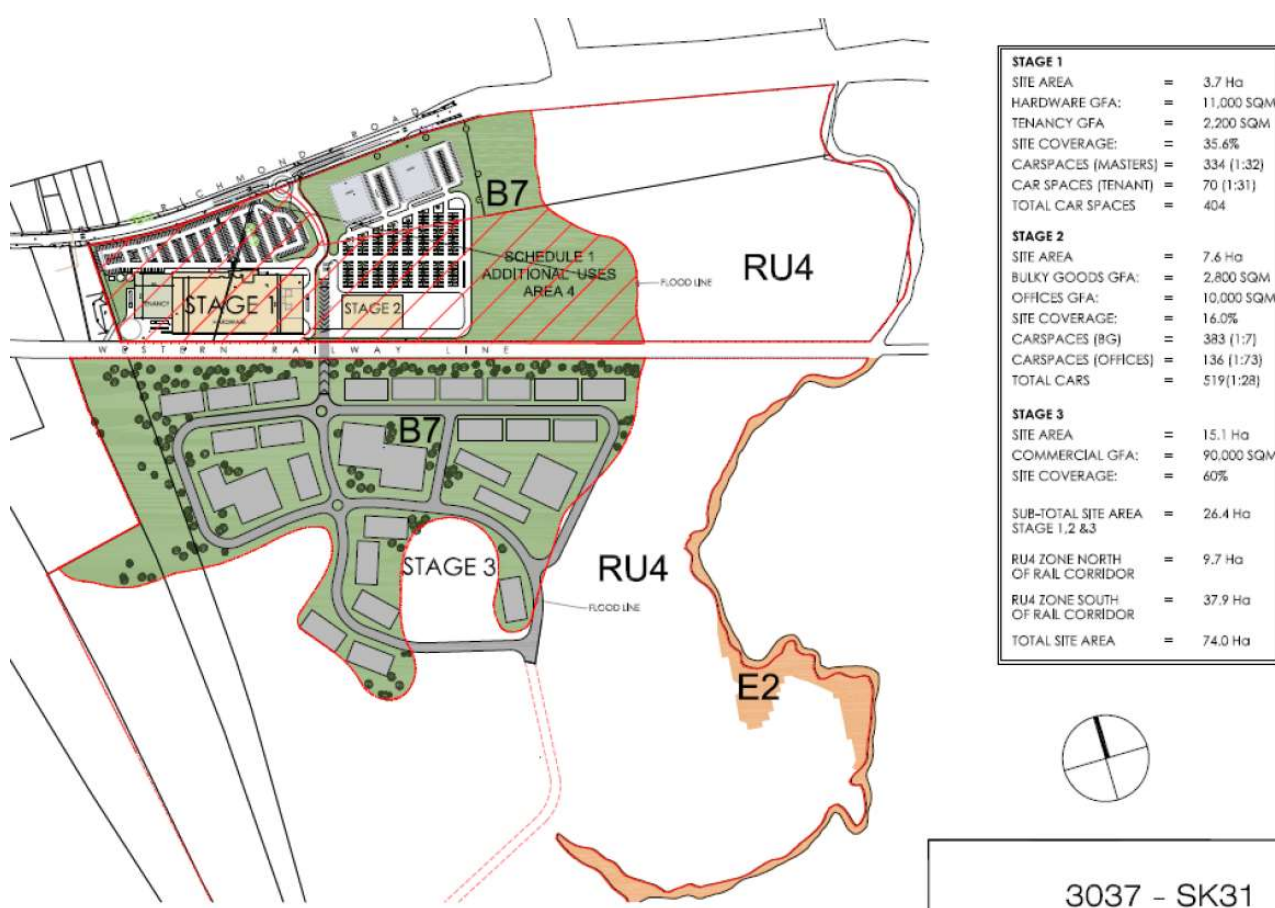 RICHMOND ROAD
B7
SCHEDULE 1
ADDITIONAL USES
AREA 4
FLOOD LINE
RU4
TENANCY
STAGE 1
HARDWARE
STAGE 2
WESTERN RAILWAY LINE
B7
STAGE 3
RU4
FLOOD LINE
E2
STAGE 1
SITE AREA = 3.7 Ha
HARDWARE GFA: = 11,000 SQM
TENANCY GFA = 2,200 SQM
SITE COVERAGE: = 35.6%
CARSPACES (MASTERS) = 334 (1:32)
CAR SPACES (TENANT) = 70 (1:31)
TOTAL CAR SPACES = 404
STAGE 2
SITE AREA = 7.6 Ha
BULKY GOODS GFA: = 2,800 SQM
OFFICES GFA: = 10,000 SQM
SITE COVERAGE: = 16.0%
CARSPACES (BG) = 383 (1:7)
CARSPACES (OFFICES) = 136 (1:73)
TOTAL CARS = 519(1:28)
STAGE 3
SITE AREA = 15.1 Ha
COMMERCIAL GFA: = 90,000 SQM
SITE COVERAGE: = 60%
SUB-TOTAL SITE AREA = 26.4 Ha
STAGE 1,2 &3
RU4 ZONE NORTH = 9.7 Ha
OF RAIL CORRIDOR
RU4 ZONE SOUTH = 37.9 Ha
OF RAIL CORRIDOR
TOTAL SITE AREA = 74.0 Ha
3037 - SK31